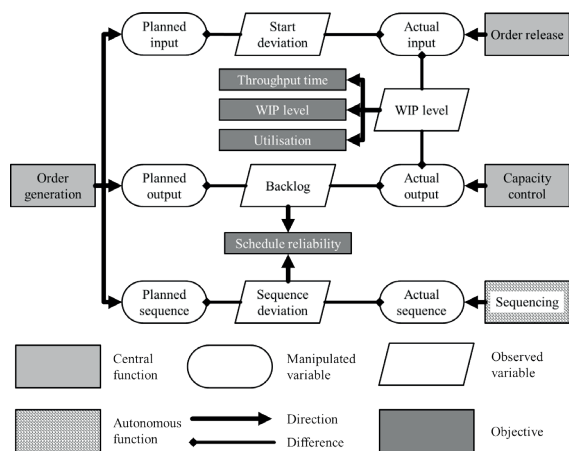 Planned
input
Start
deviation
Actual
input
Order release
Throughput time
WIP level
Utilisation
WIP level
Order
generation
Planned
output
Backlog
Actual
output
Capacity
control
Schedule reliability
Planned
sequence
Sequence
deviation
Actual
sequence
Sequencing
Central
function
Manipulated
variable
Observed
variable
Autonomous
function
Direction
Difference
Objective